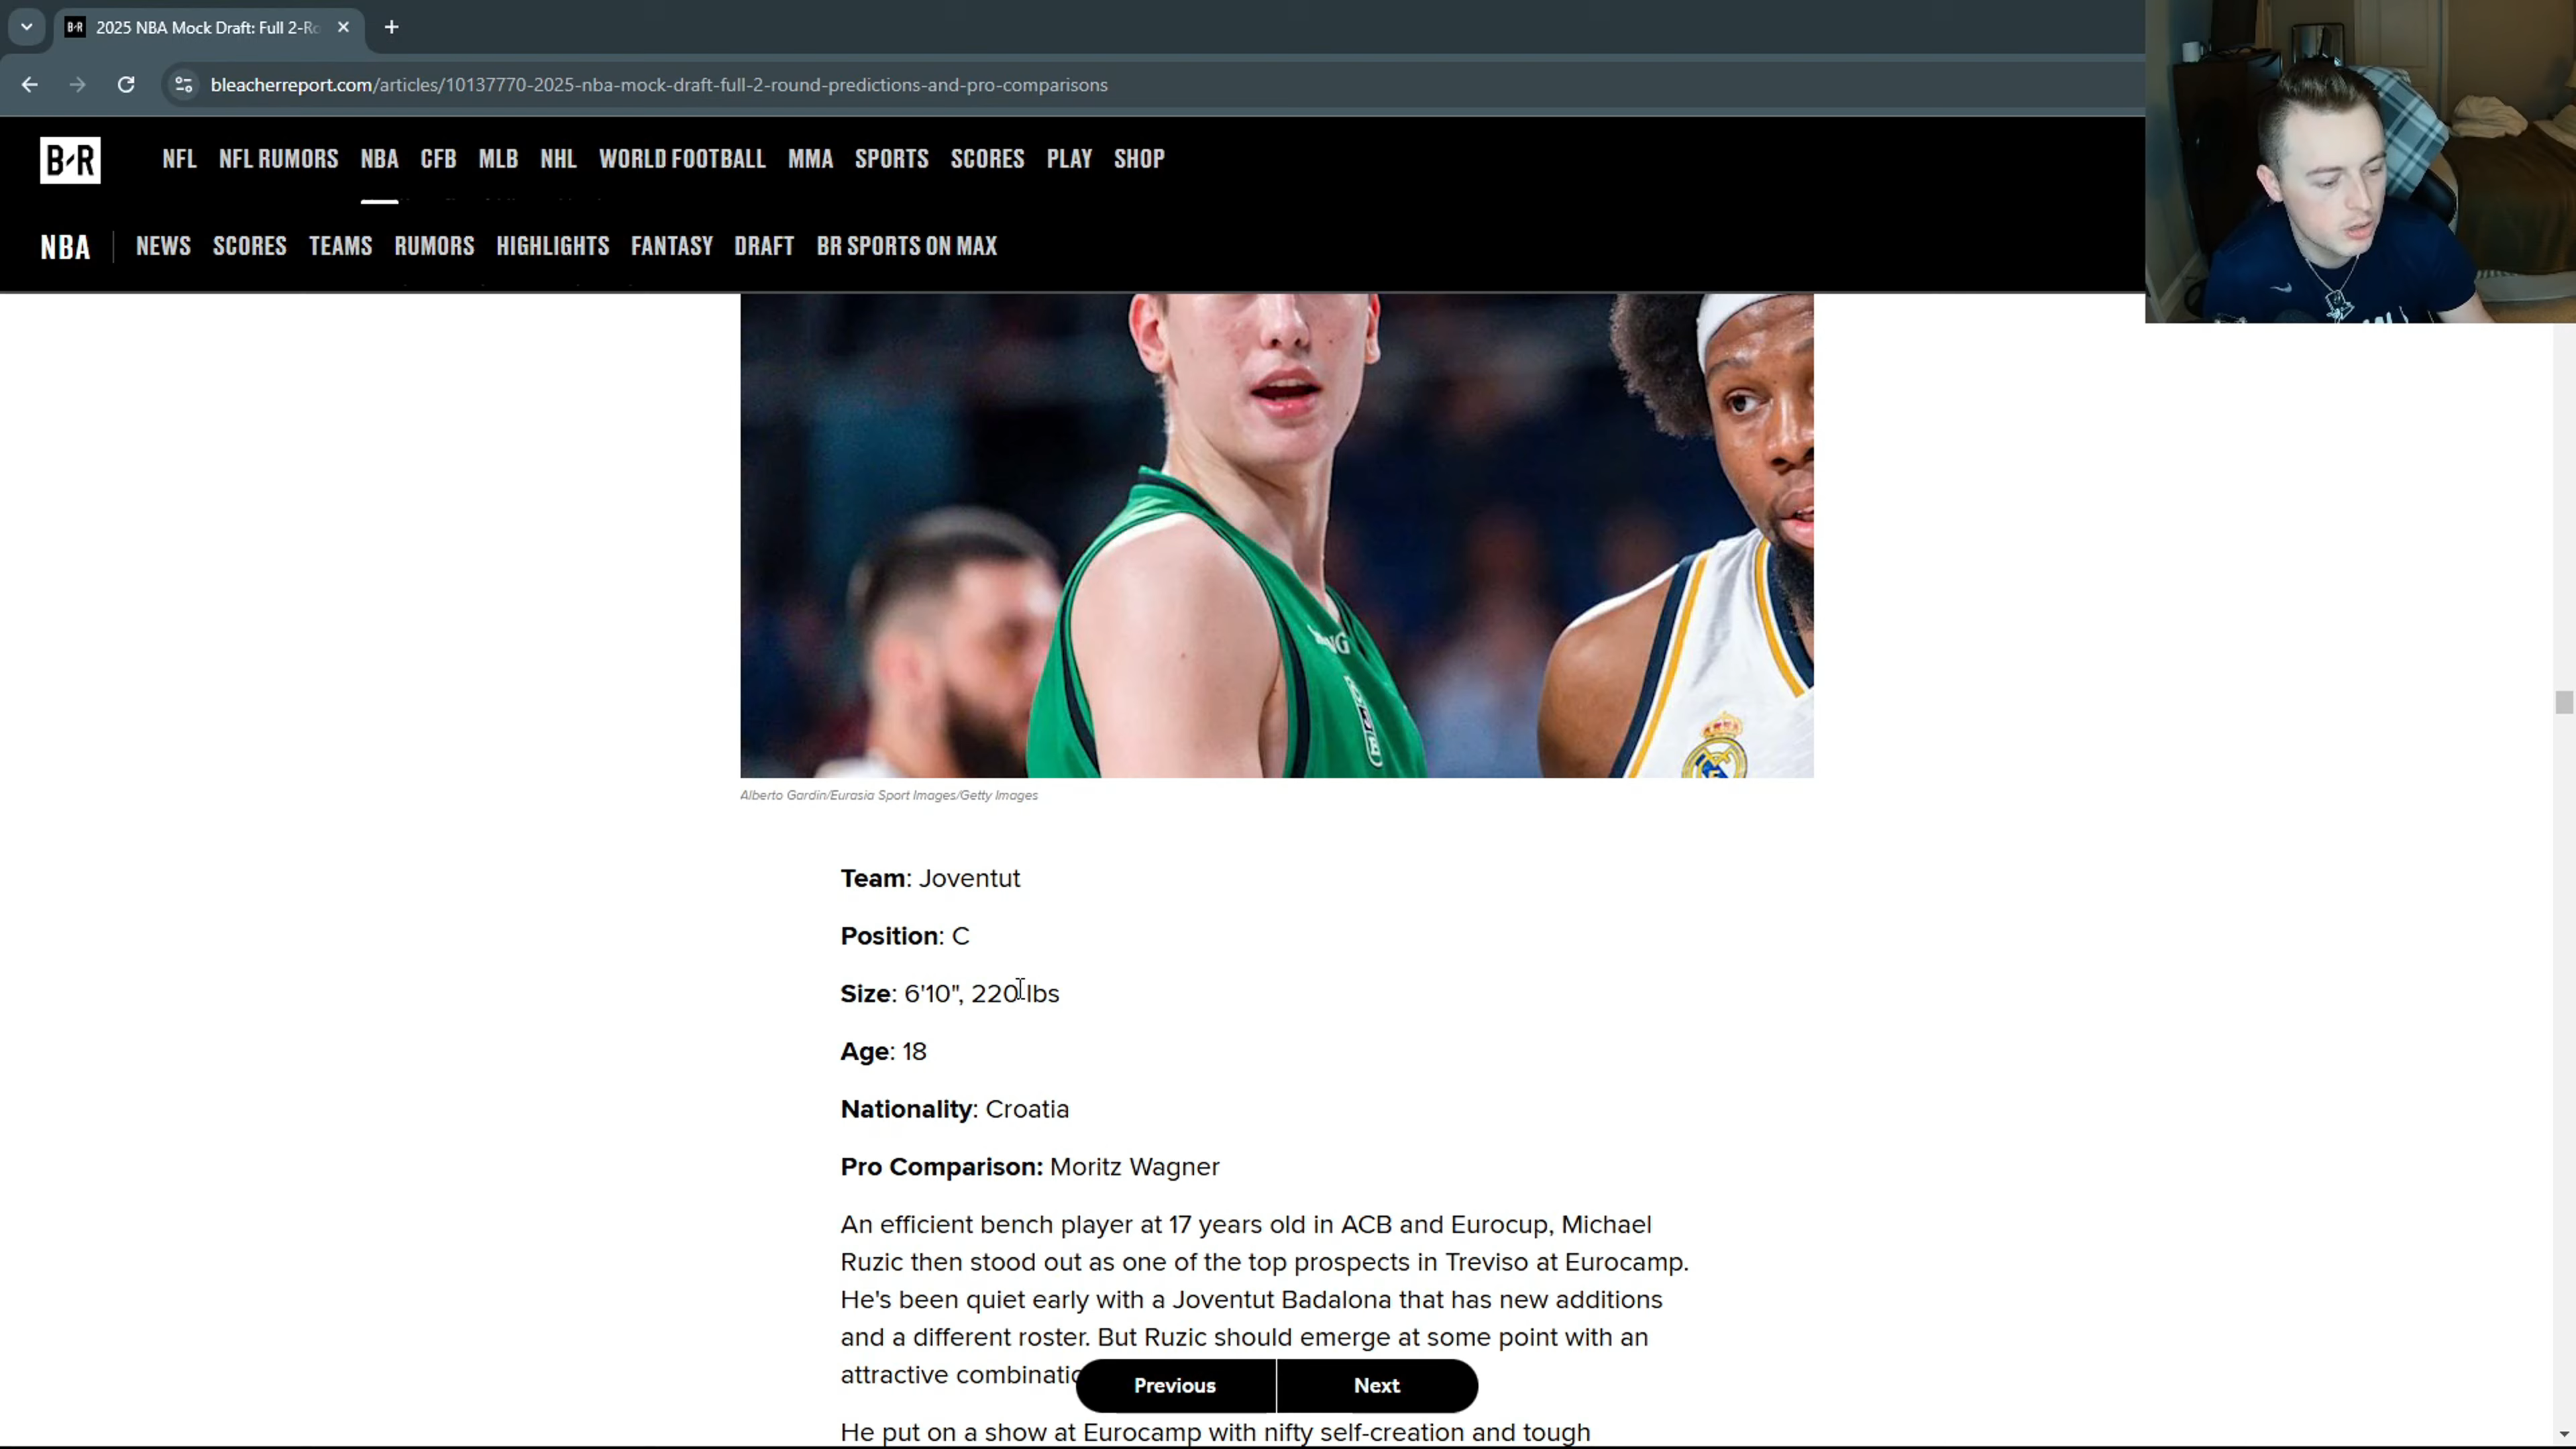 2025 NBA Mock Draft: Full 2-Ro
bleacherreport.com/articles/10137770-2025-nba-mock-draft-full-2-round-predictions-and-pro-comparisons
B/R NFL NFL RUMORS NBA CFB MLB NHL WORLD FOOTBALL MMA SPORTS SCORES PLAY SHOP
NBA NEWS SCORES TEAMS RUMORS HIGHLIGHTS FANTASY DRAFT BR SPORTS ON MAX
Alberto Gardin/Eurasia Sport Images/Getty Images
Team: Joventut
Position: C
Size: 6'10", 220 lbs
Age: 18
Nationality: Croatia
Pro Comparison: Moritz Wagner
An efficient bench player at 17 years old in ACB and Eurocup, Michael
Ruzic then stood out as one of the top prospects in Treviso at Eurocamp.
He's been quiet early with a Joventut Badalona that has new additions
and a different roster. But Ruzic should emerge at some point with an
attractive
Previous Next
He put on a show at Eurocamp with nifty self-creation and tough